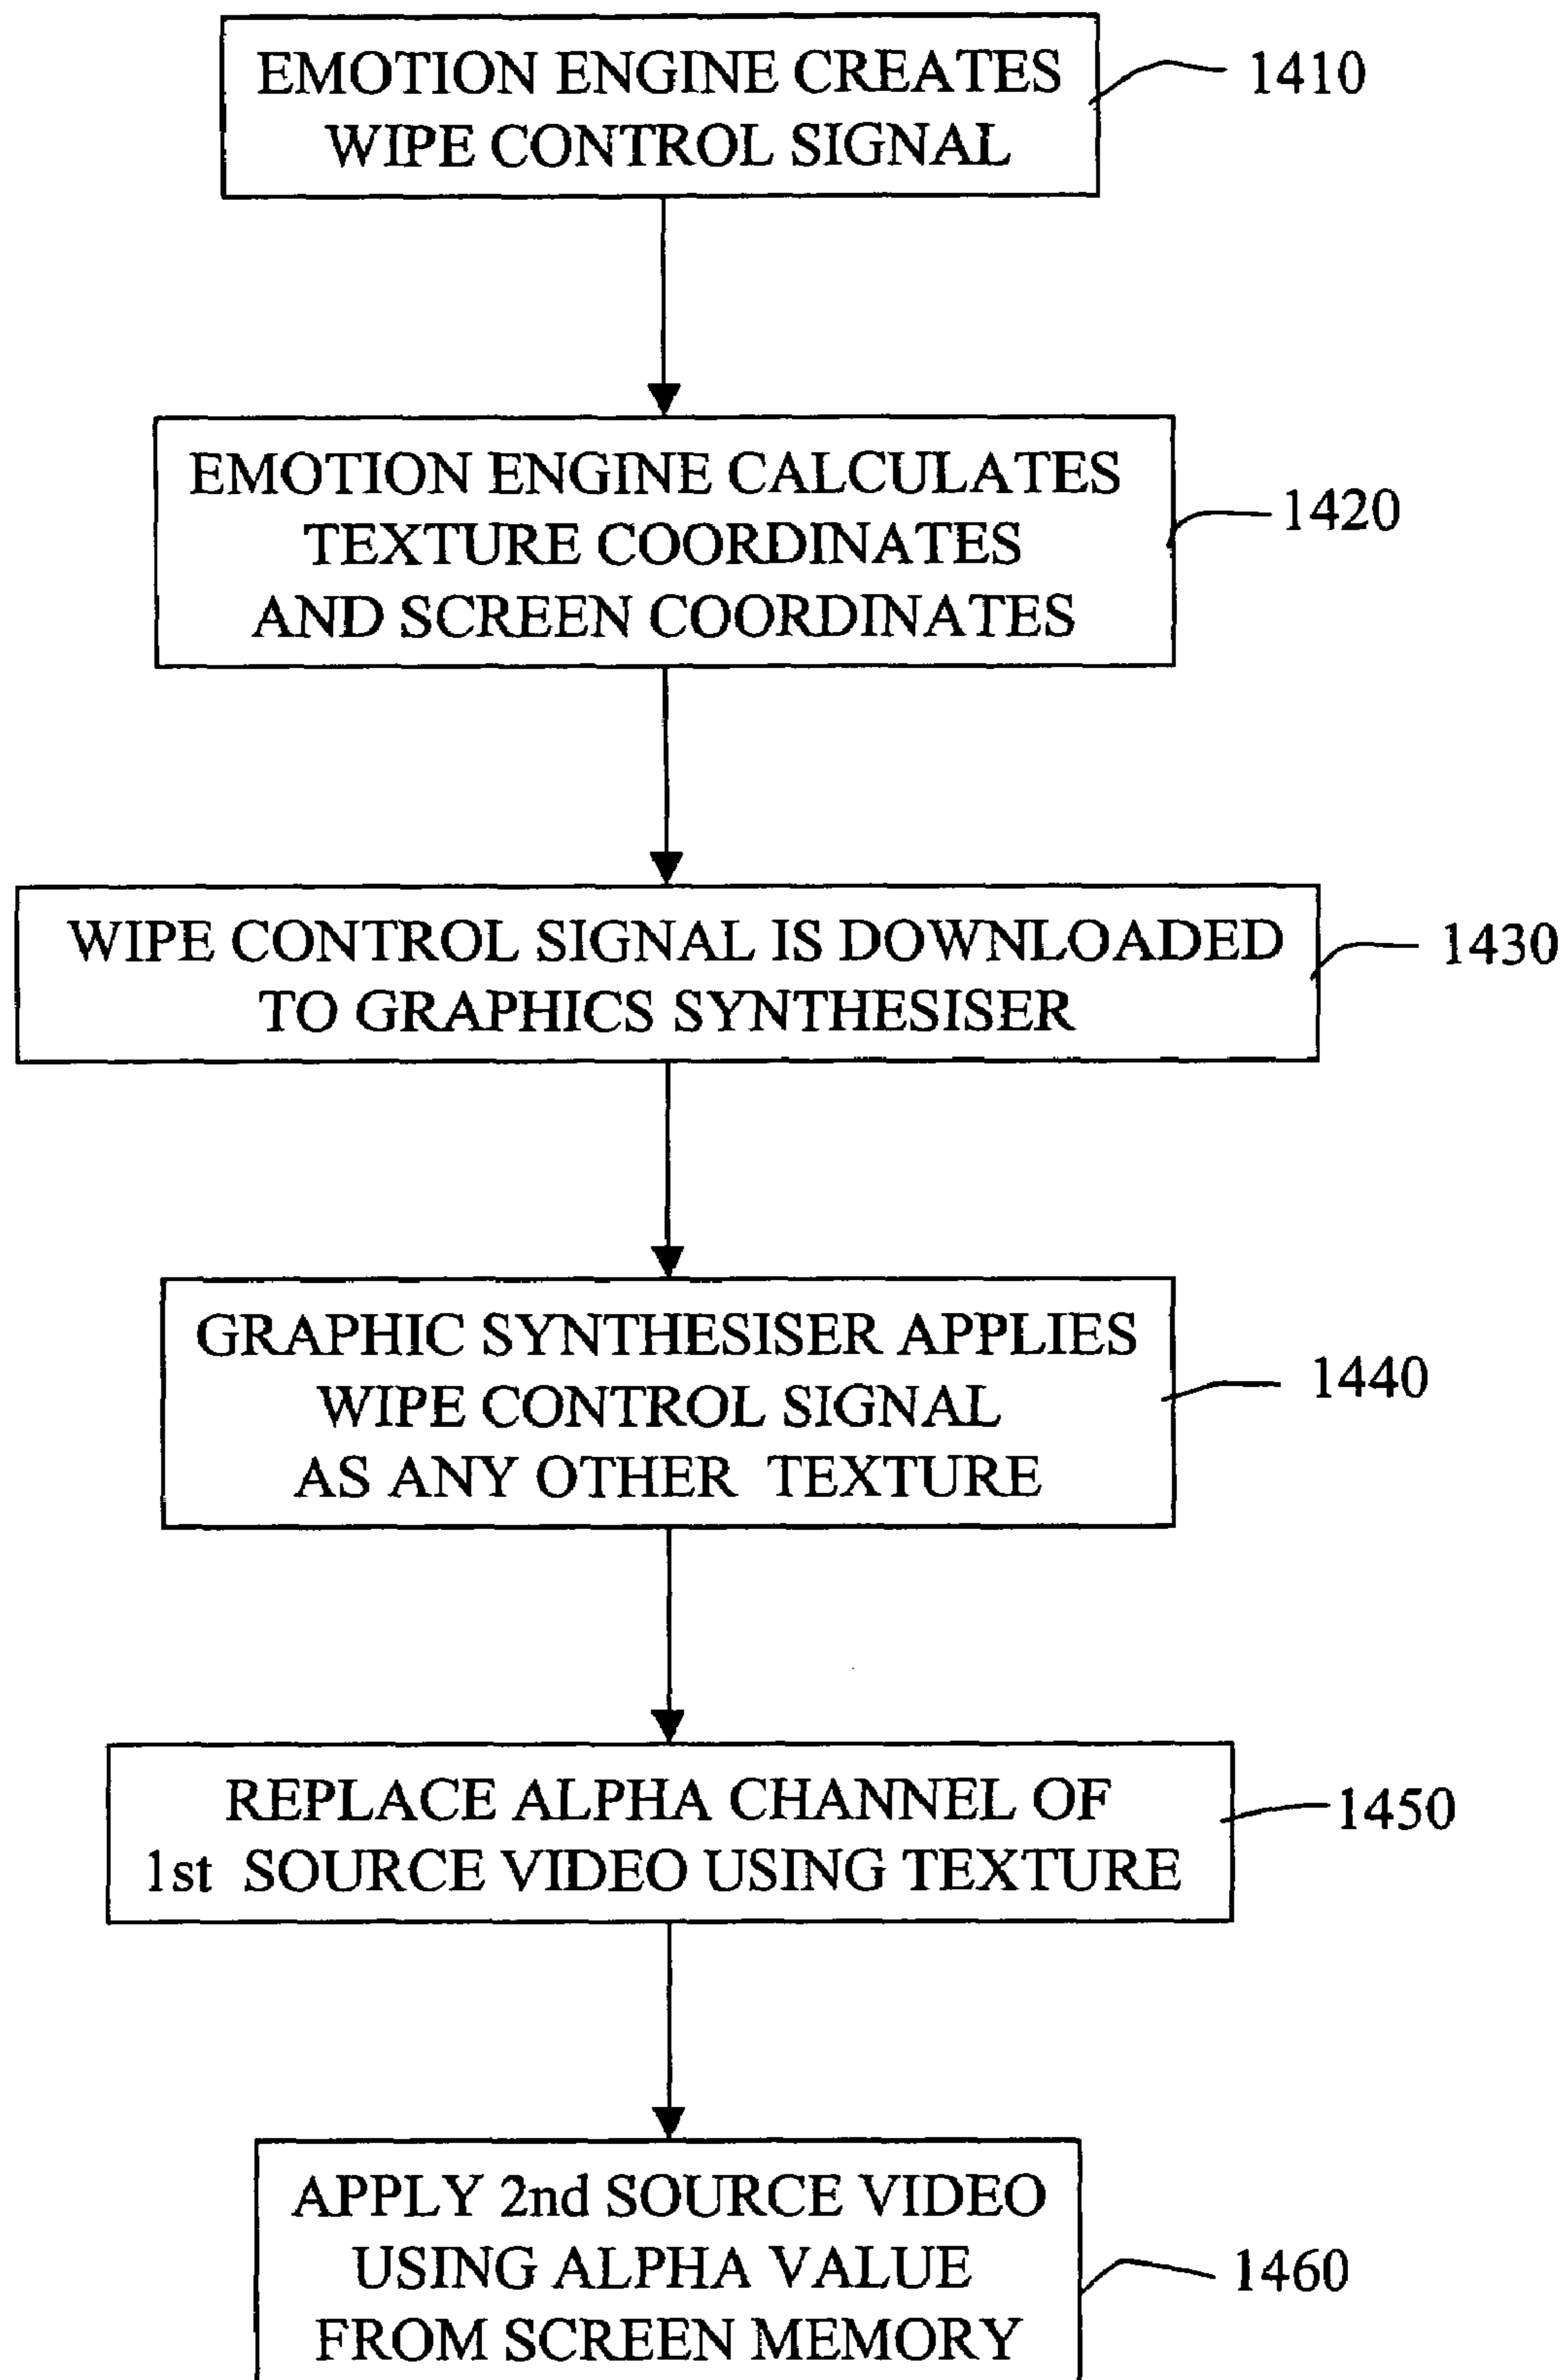 EMOTION ENGINE CREATES
WIPE CONTROL SIGNAL
1410
EMOTION ENGINE CALCULATES
TEXTURE COORDINATES
AND SCREEN COORDINATES
1420
WIPE CONTROL SIGNAL IS DOWNLOADED
TO GRAPHICS SYNTHESISER
1430
GRAPHIC SYNTHESISER APPLIES
WIPE CONTROL SIGNAL
AS ANY OTHER TEXTURE
1440
REPLACE ALPHA CHANNEL OF
1st SOURCE VIDEO USING TEXTURE
1450
APPLY 2nd SOURCE VIDEO
USING ALPHA VALUE
FROM SCREEN MEMORY
1460